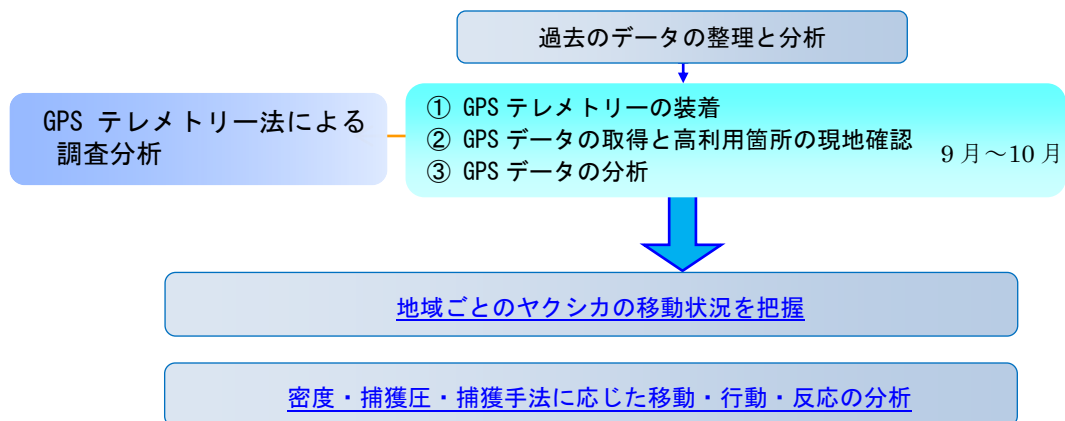 過去のデータの整理と分析
GPS テレメトリー法による
調査分析
① GPS テレメトリーの装着
② GPS データの取得と高利用箇所の現地確認
③ GPS データの分析
9月～10月
地域ごとのヤクシカの移動状況を把握
密度・捕獲圧・捕獲手法に応じた移動・行動・反応の分析